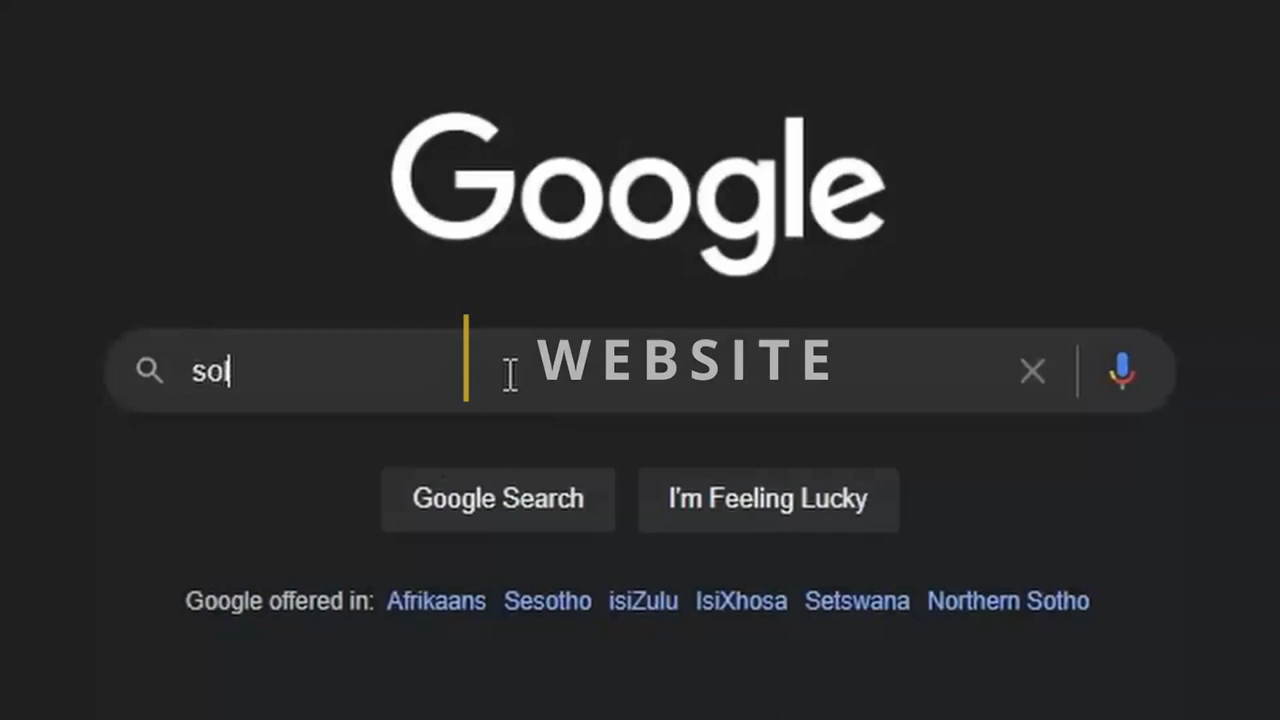 Google
sol
WEBSITE
Google Search
I'm Feeling Lucky
Google offered in: Afrikaans Sesotho isiZulu IsiXhosa Setswana Northern Sotho